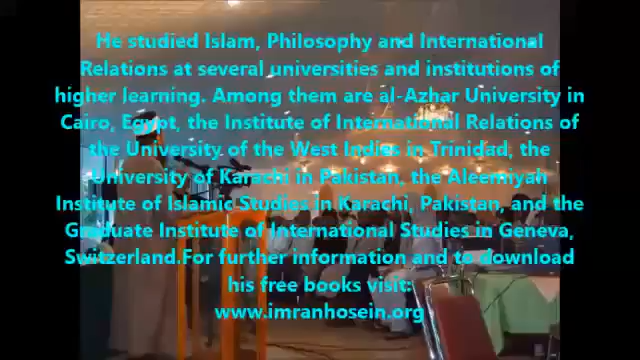 He studied Islam, Philosophy and International
Relations at several universities and institutions of
higher learning. Among them are al-Azhar University in
Cairo, Egypt, the Institute of International Relations of
the University of the West Indies in Trinidad, the
University of Karachi in Pakistan, the Aleemiyah
Institute of Islamic Studies in Karachi, Pakistan, and the
Graduate Institute of International Studies in Geneva,
Switzerland.For further information and to download
his free books visit:
www.imranhosein.org